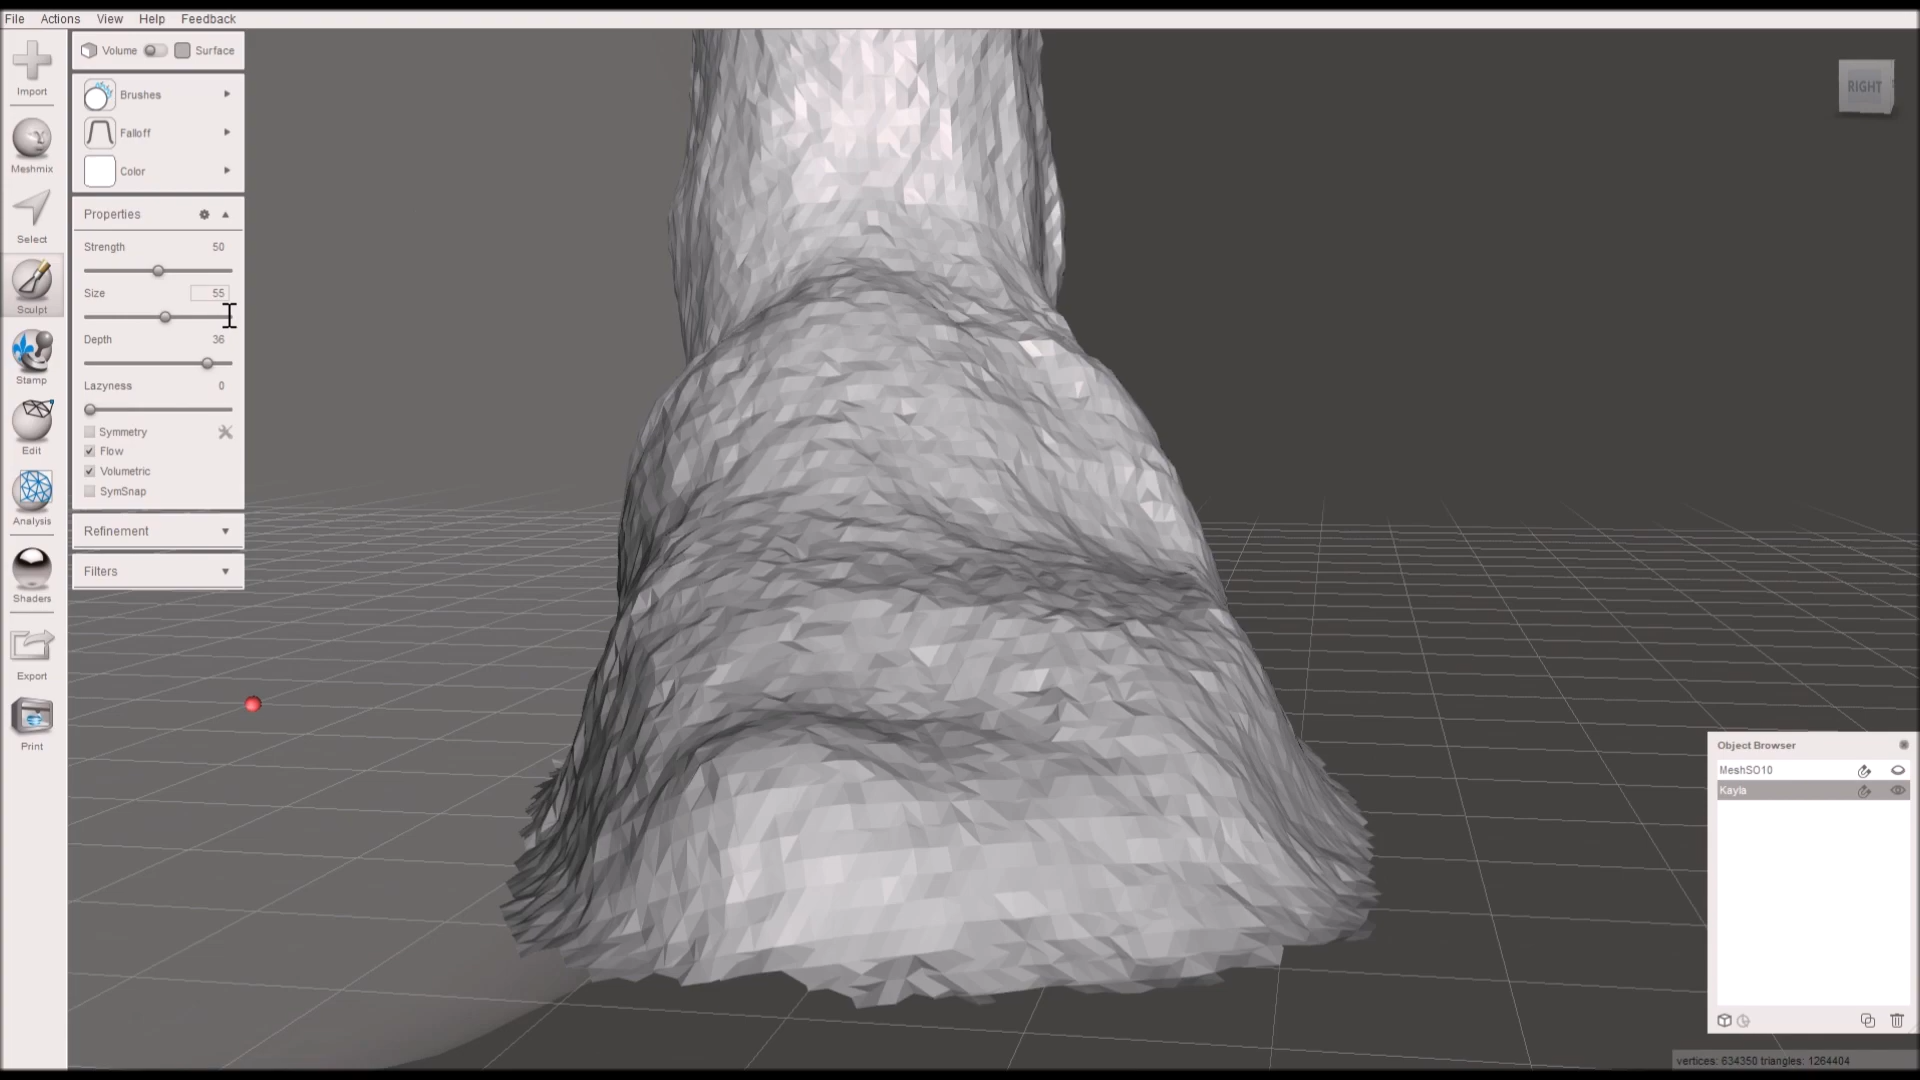 File Actions View Help Feedback
Import
Meshmix
Select
Sculpt
Stamp
Edit
Analysis
Shaders
Export
Print
Volume Surface
Brushes
Falloff
Color
Properties
Strength 50
Size 55
Depth 36
Lazyness 0
Symmetry
Flow
Volumetric
SymSnap
Refinement
Filters
RIGHT
Object Browser
MeshSO10
Kayla
vertices: 634350 triangles: 1264404